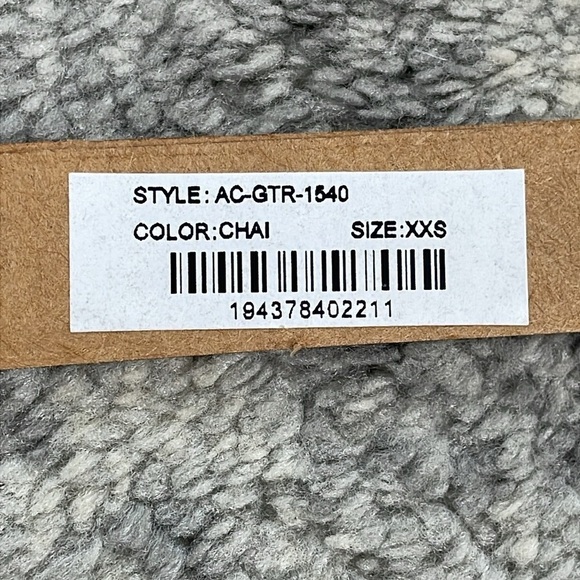 STYLE: AC-GTR-1540
COLOR:CHAI SIZE:XXS
194378402211